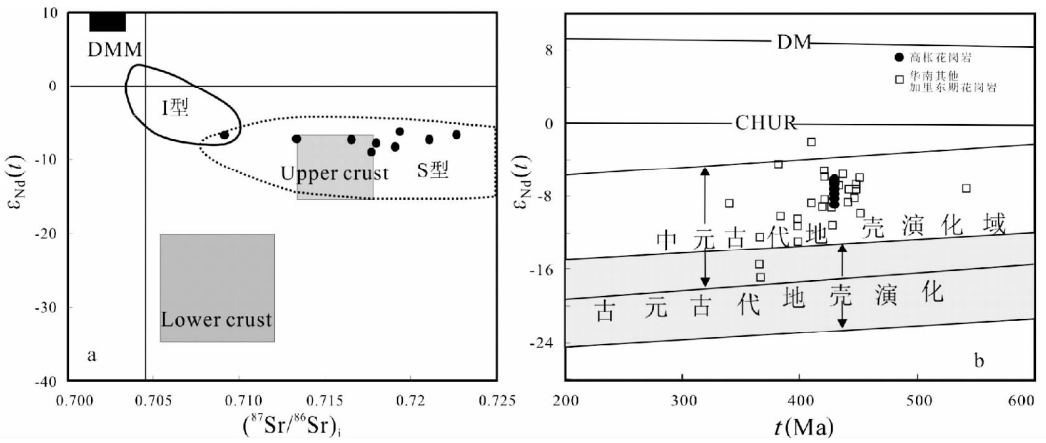 10
0
-10
-20
-30
-40
εNd(t)
DMM
I型
S型
Upper crust
Lower crust
a
0.700
0.705
0.710
0.715
0.72
0.725
(87Sr/86Sr)i
8
0
-8
-16
-24
εNd(t)
DM
高枨花岗岩
华南其他
加里东期花岗岩
CHUR
中元古代地壳演化域
古元古代地壳演化
b
200
300
400
500
600
t(Ma)